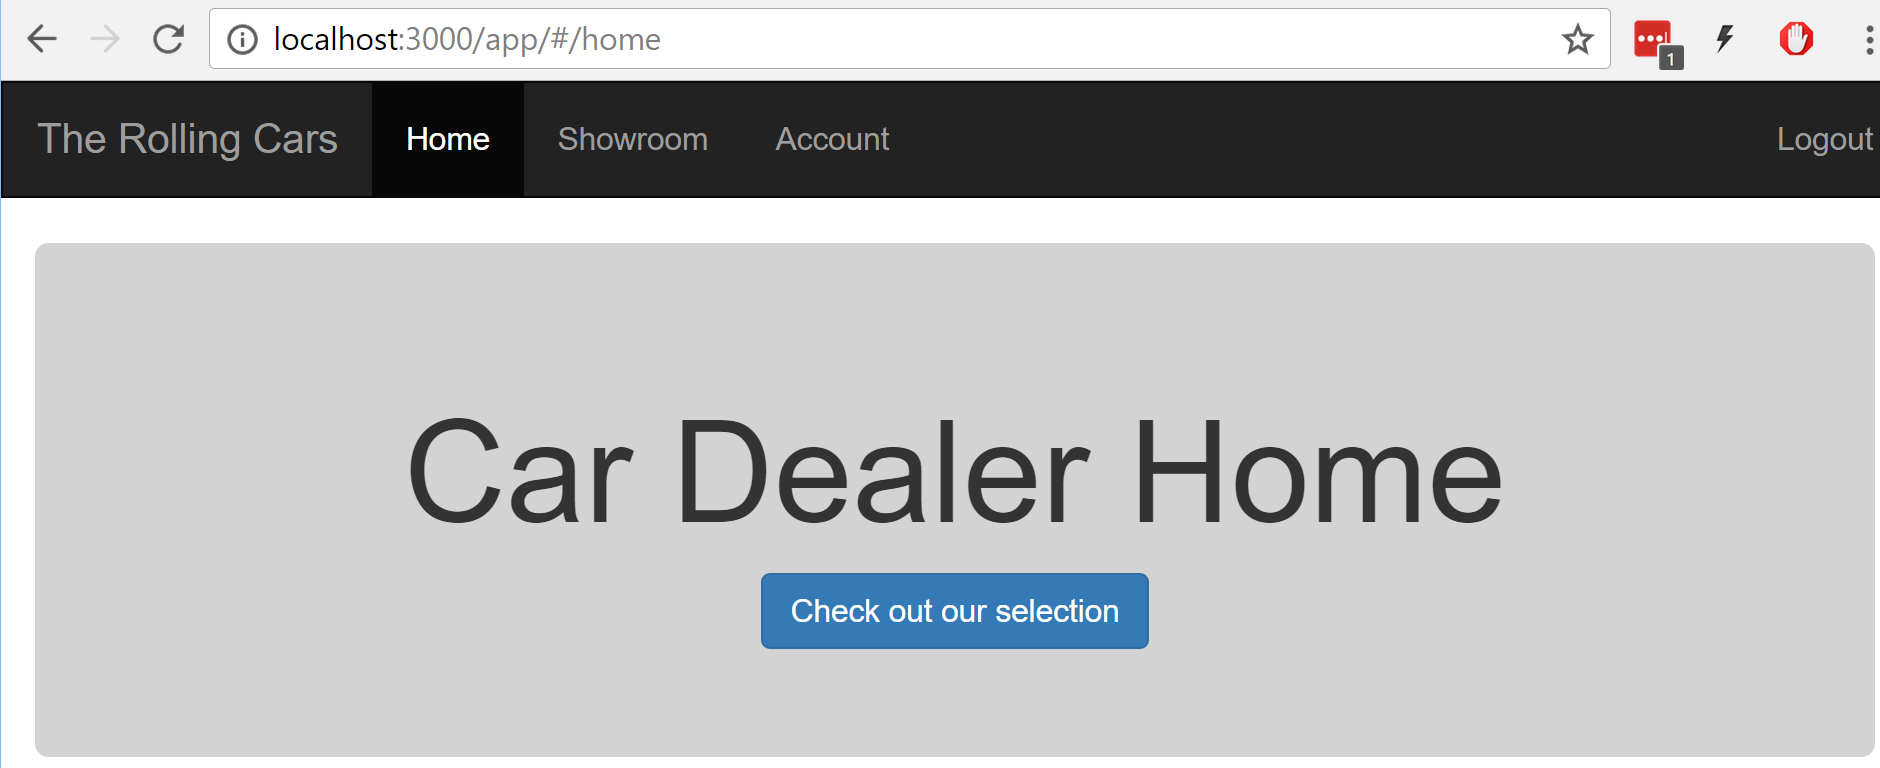 localhost:3000/app/#/home
1
The Rolling Cars Home Showroom Account Logout
Car Dealer Home
Check out our selection